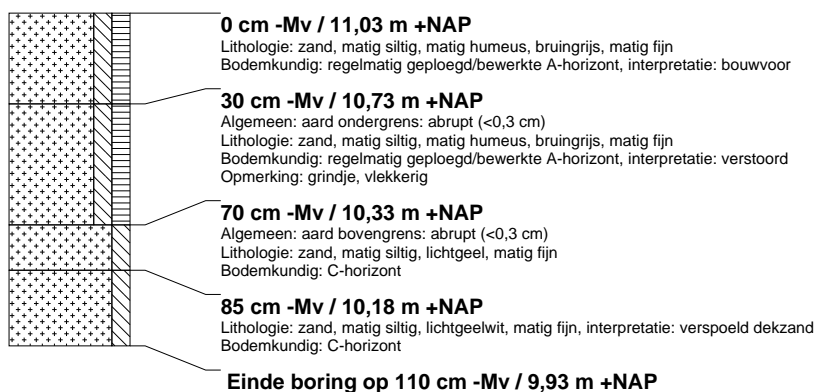 0 cm -Mv / 11,03 m +NAP
Lithologie: zand, matig siltig, matig humeus, bruingrijs, matig fijn
Bodemkundig: regelmatig geploegd/bewerkte A-horizont, interpretatie: bouwvoor
30 cm -Mv / 10,73 m +NAP
Algemeen: aard ondergrens: abrupt (<0,3 cm)
Lithologie: zand, matig siltig, matig humeus, bruingrijs, matig fijn
Bodemkundig: regelmatig geploegd/bewerkte A-horizont, interpretatie: verstoord
Opmerking: grindje, vlekkerig
70 cm -Mv / 10,33 m +NAP
Algemeen: aard bovengrens: abrupt (<0,3 cm)
Lithologie: zand, matig siltig, lichtgeel, matig fijn
Bodemkundig: C-horizont
85 cm -Mv / 10,18 m +NAP
Lithologie: zand, matig siltig, lichtgeelwit, matig fijn, interpretatie: verspoeld dekzand
Bodemkundig: C-horizont
Einde boring op 110 cm -Mv / 9,93 m +NAP